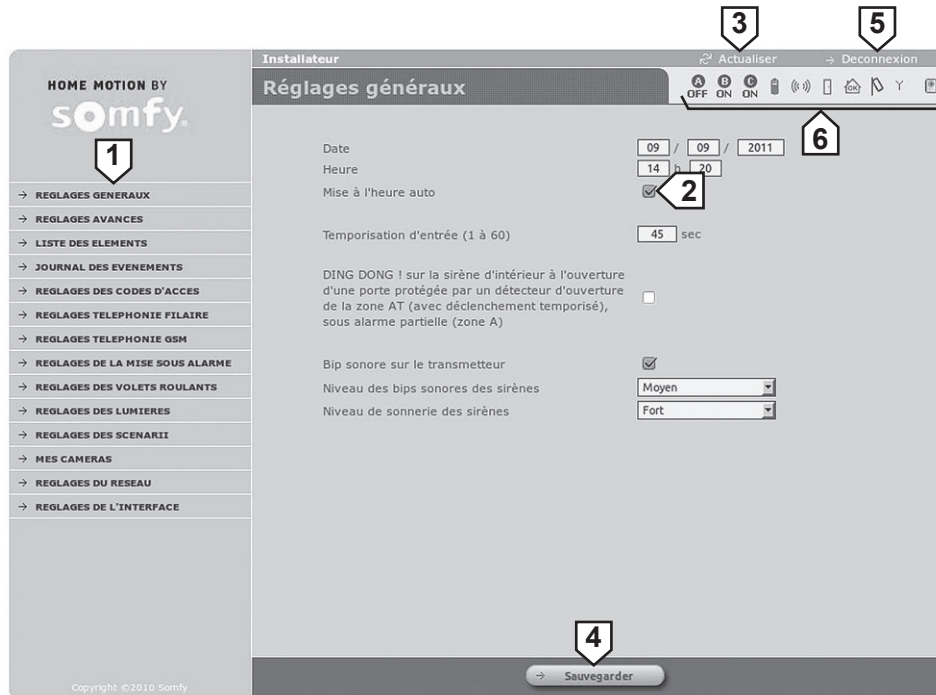 3
5
Installateur
Actualiser
→ Deconnexion
HOME MOTION BY
somfy®
Réglages généraux
A OFF
B ON
C ON
OK
6
1
→ REGLAGES GENERAUX
→ REGLAGES AVANCES
→ LISTE DES ELEMENTS
→ JOURNAL DES EVENEMENTS
→ REGLAGES DES CODES D'ACCES
→ REGLAGES TELEPHONIE FILAIRE
→ REGLAGES TELEPHONIE GSM
→ REGLAGES DE LA MISE SOUS ALARME
→ REGLAGES DES VOLETS ROULANTS
→ REGLAGES DES LUMIERES
→ REGLAGES DES SCENARII
→ MES CAMERAS
→ REGLAGES DU RESEAU
→ REGLAGES DE L'INTERFACE
Date 09 / 09 / 2011
Heure 14 h 20
Mise à l'heure auto
2
Temporisation d'entrée (1 à 60) 45 sec
DING DONG ! sur la sirène d'intérieur à l'ouverture
d'une porte protégée par un détecteur d'ouverture
de la zone AT (avec déclenchement temporisé),
sous alarme partielle (zone A)
Bip sonore sur le transmetteur
Niveau des bips sonores des sirènes Moyen
Niveau de sonnerie des sirènes Fort
4
→ Sauvegarder
Copyright ©2010 Somfy